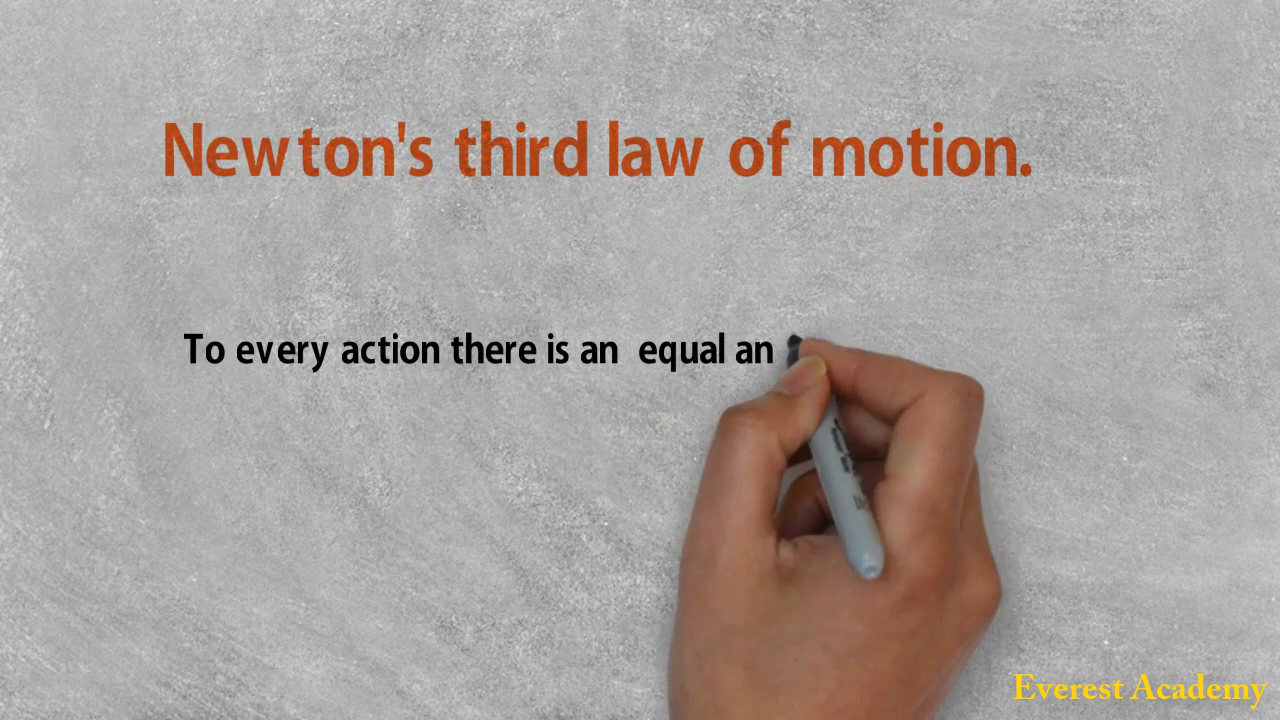 Newton's third law of motion.
To every action there is an equal an
Everest Academy